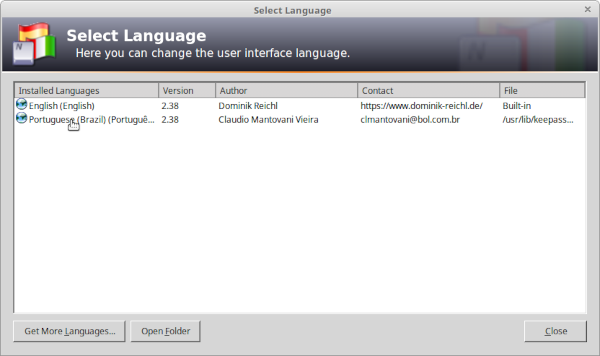 Select Language
Select Language
Here you can change the user interface language.
Installed Languages Version Author Contact File
English (English) 2.38 Dominik Reichl https://www.dominik-reichl.de/ Built-in
Portuguese (Brazil) (Portuguê... 2.38 Claudio Mantovani Vieira clmantovani@bol.com.br /usr/lib/keepass...
Get More Languages... Open Folder Close